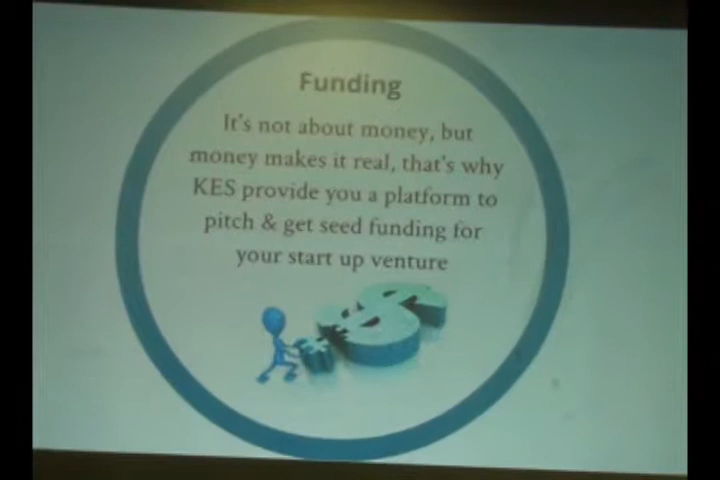 Funding
It's not about money, but
money makes it real, that's why
KES provide you a platform to
pitch & get seed funding for
your start up venture